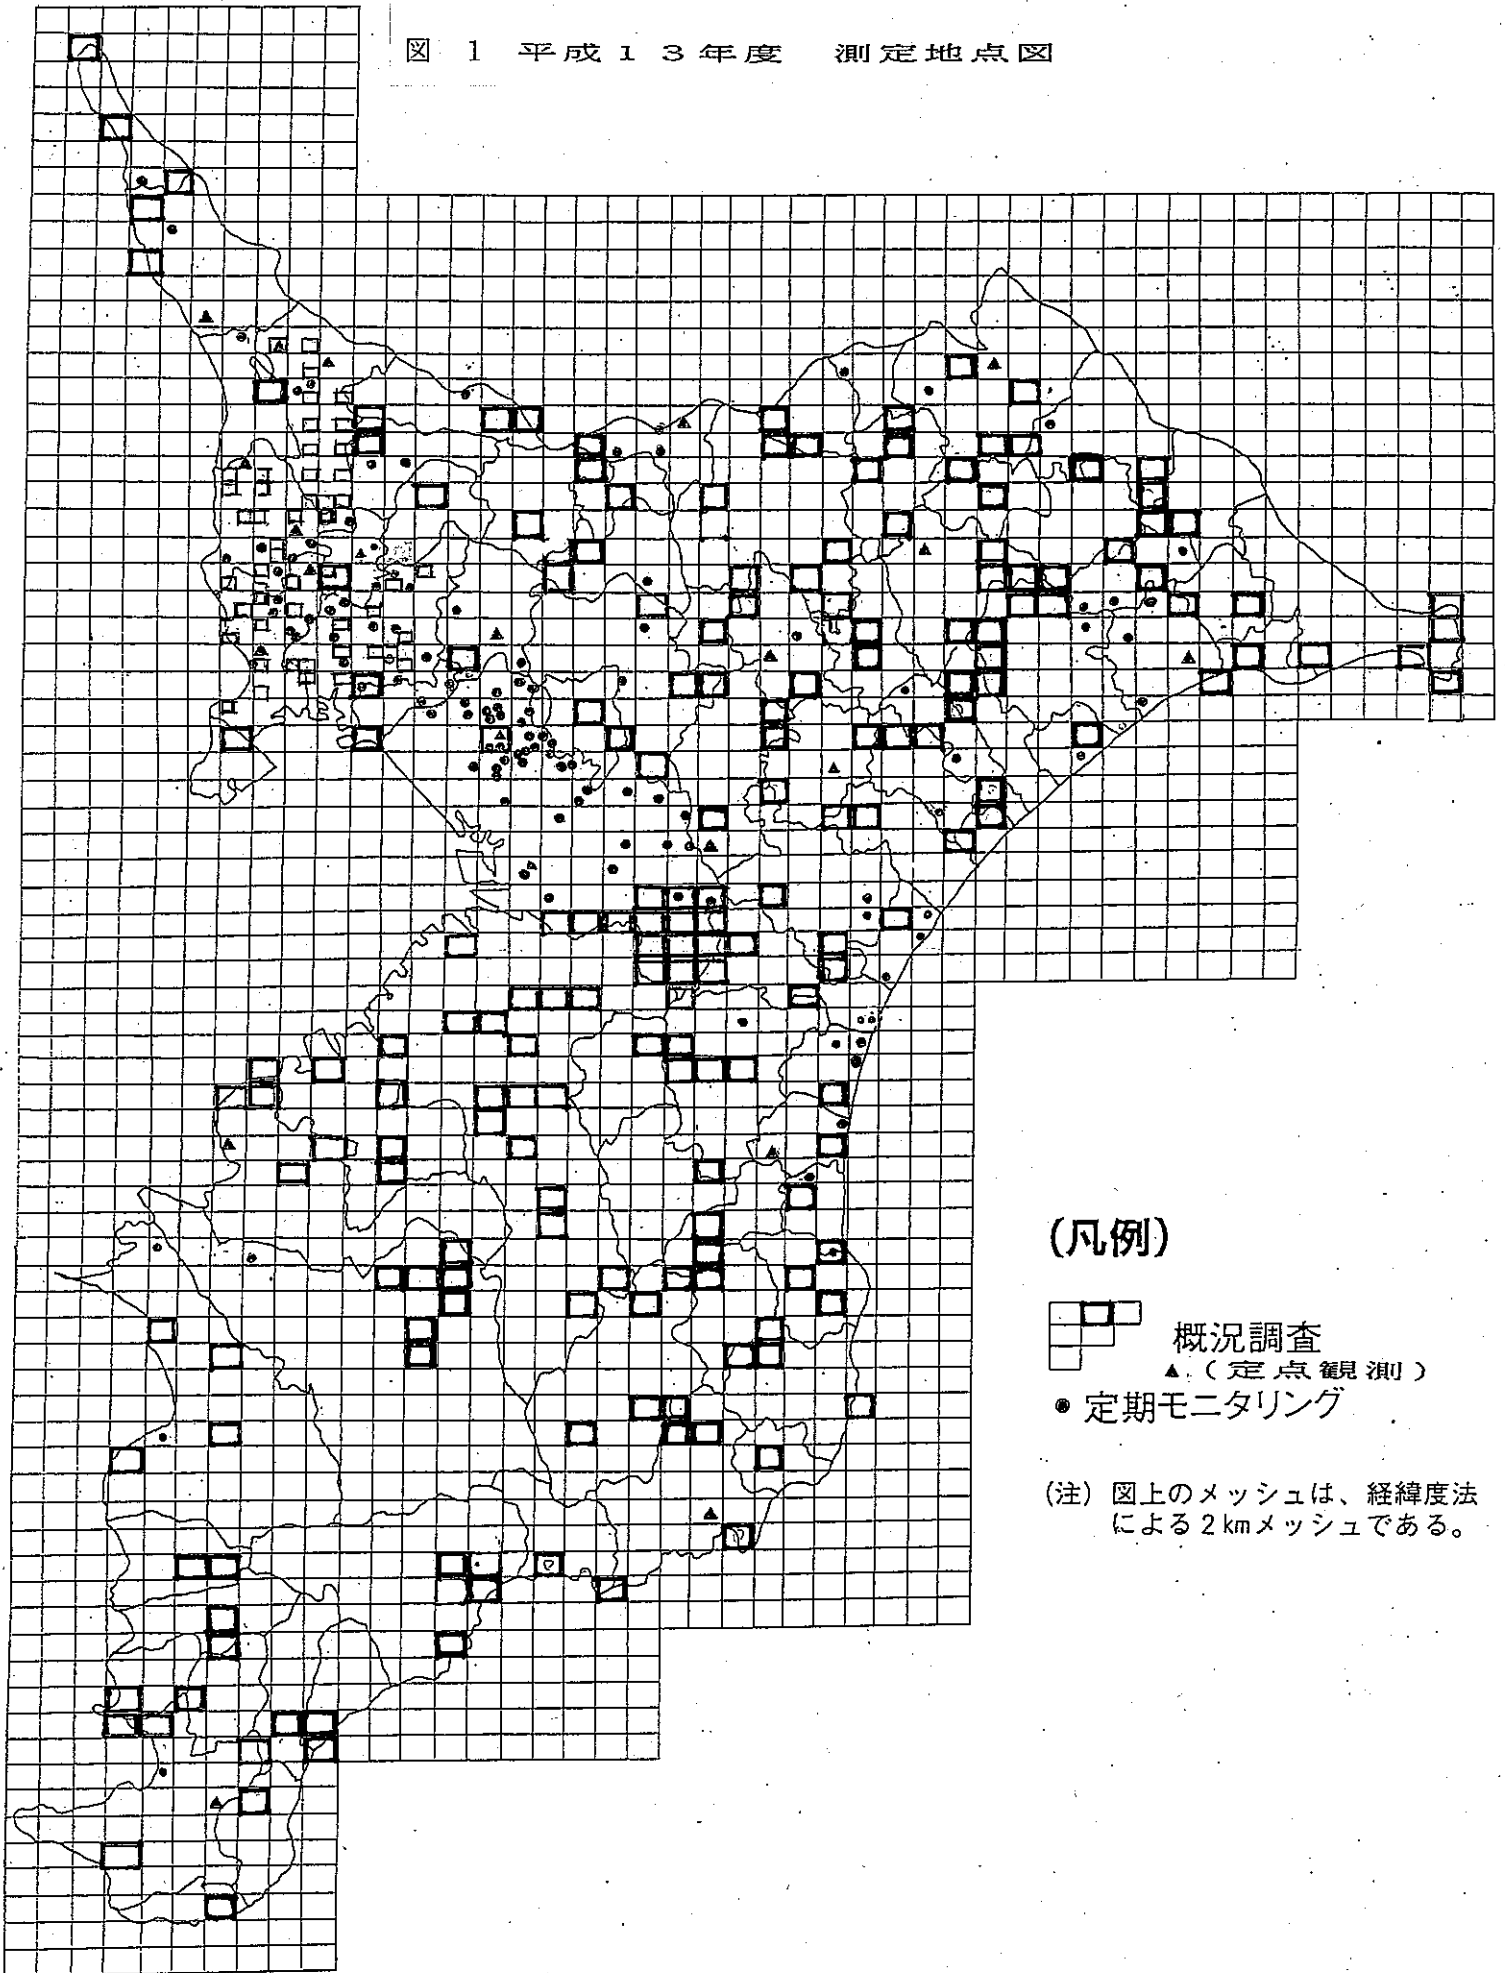 図 1 平成13年度 測定地点図
(凡例)
概況調査
▲(定点観測)
● 定期モニタリング
(注) 図上のメッシュは、経緯度法
による2kmメッシュである。